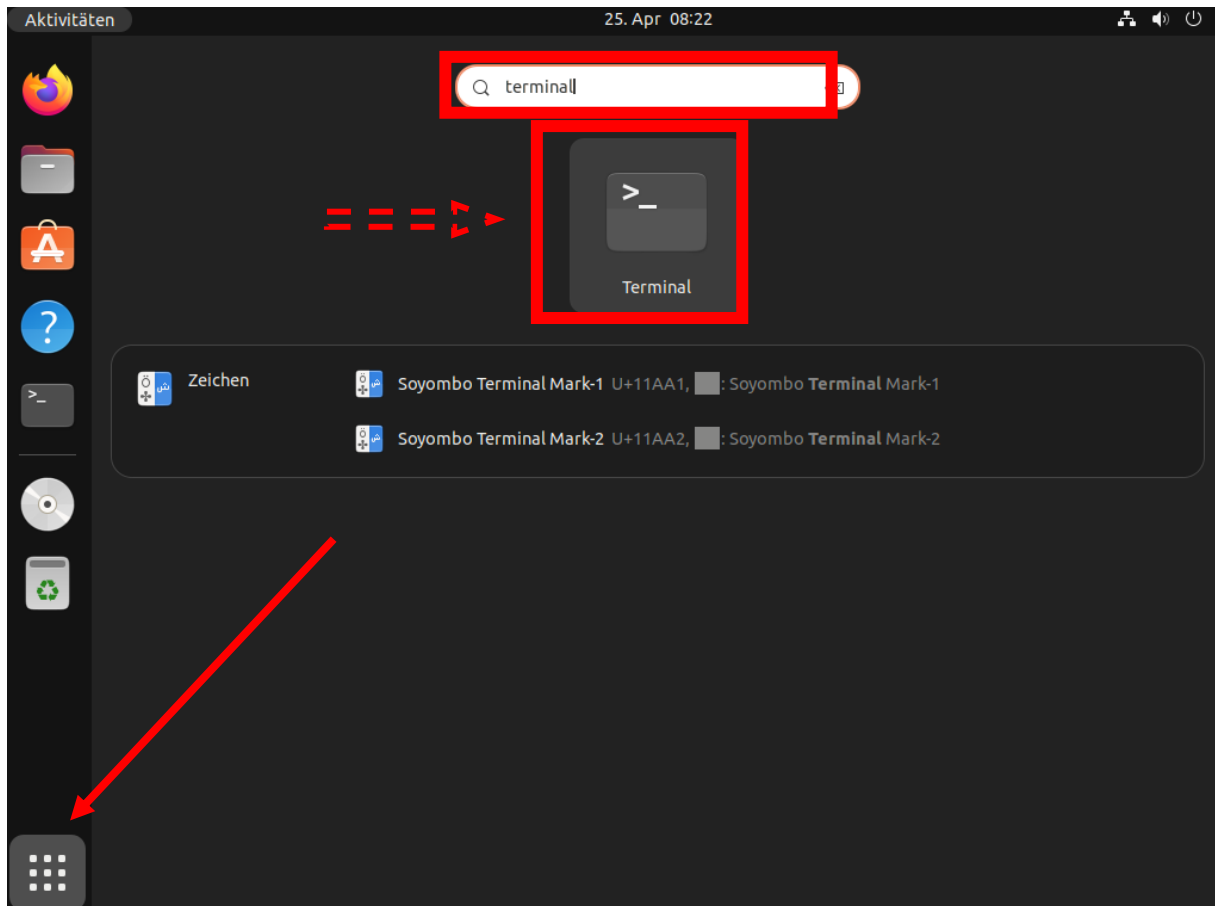 Aktivitäten
25. Apr 08:22
terminal
>_
Terminal
>_
Zeichen
Soyombo Terminal Mark-1 U+11AA1, : Soyombo Terminal Mark-1
Soyombo Terminal Mark-2 U+11AA2, : Soyombo Terminal Mark-2